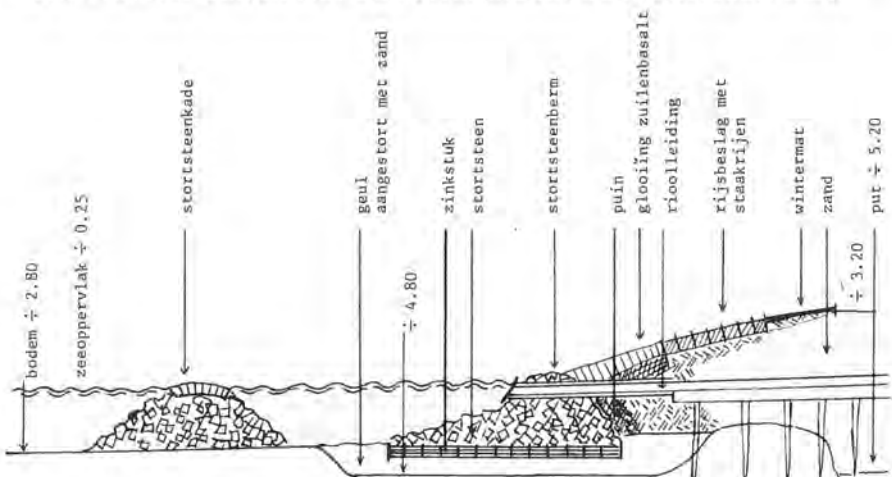 bodem ÷ 2.80
zeeoppervlak ÷ 0.25
stortsteenkade
geul
aangestort met zand
÷ 4.80
zinkstuk
stortsteen
stortsteenberm
puin
glooiïng zuilenbasalt
rioolleiding
rijsbeslag met
staakrijen
wintermat
zand
÷ 3.20
put ÷ 5.20